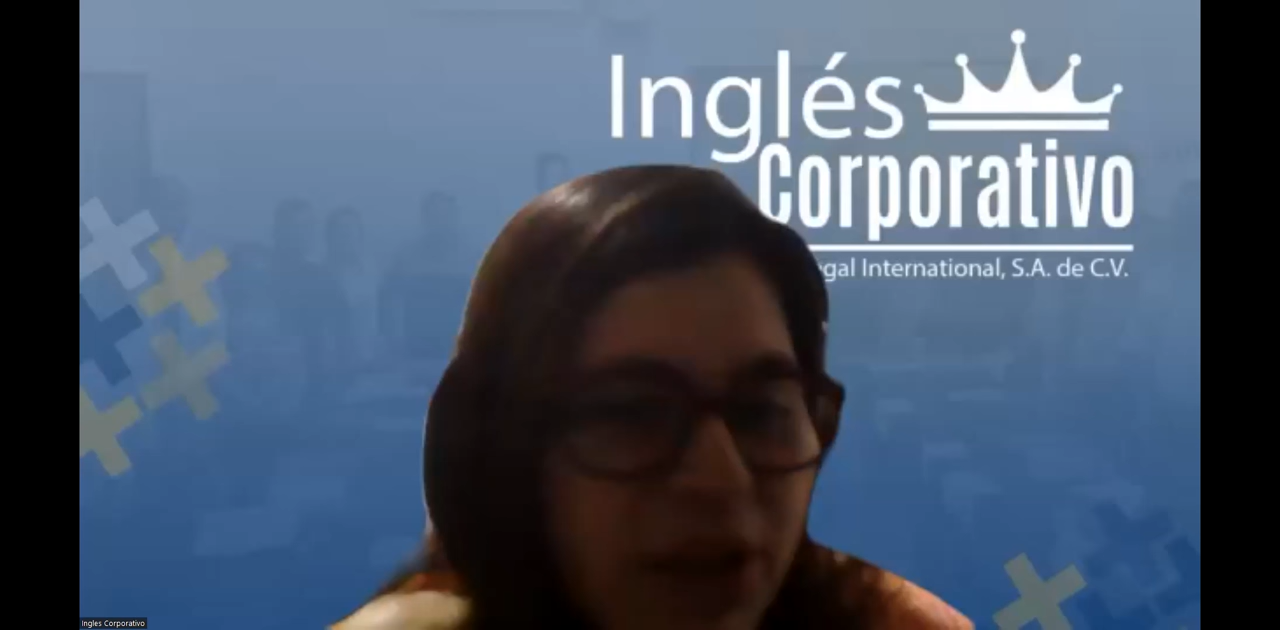 Inglés
Corporativo
International, S.A. de C.V.
Ingles Corporativo